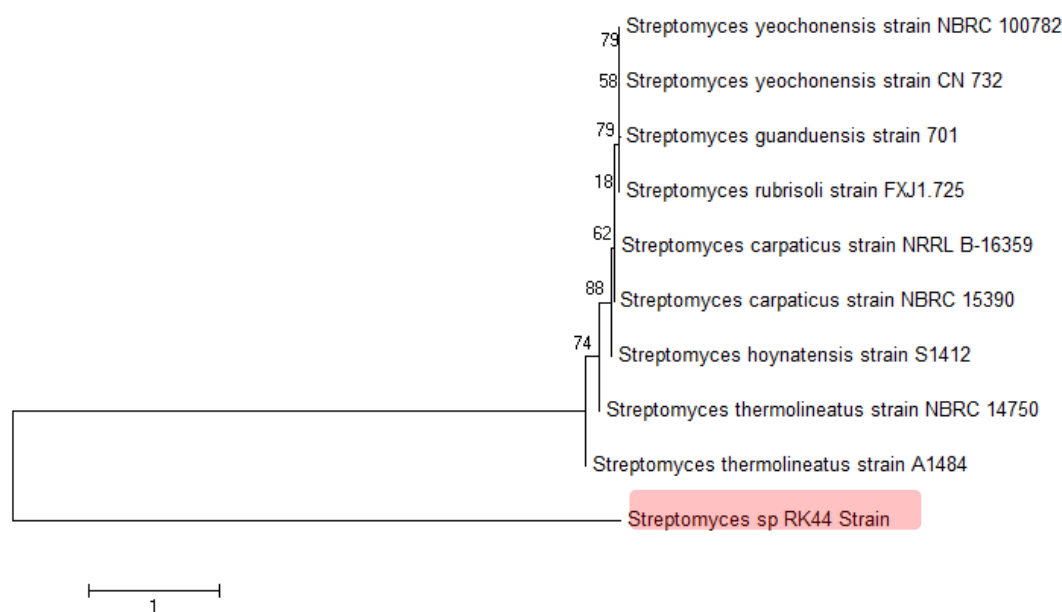 Streptomyces yeochonensis strain NBRC 100782
79
58
Streptomyces yeochonensis strain CN 732
79
Streptomyces guanduensis strain 701
18
Streptomyces rubrisoli strain FXJ1.725
62
Streptomyces carpaticus strain NRRL B-16359
88
Streptomyces carpaticus strain NBRC 15390
74
Streptomyces hoynatensis strain S1412
Streptomyces thermolineatus strain NBRC 14750
Streptomyces thermolineatus strain A1484
Streptomyces sp RK44 Strain
1